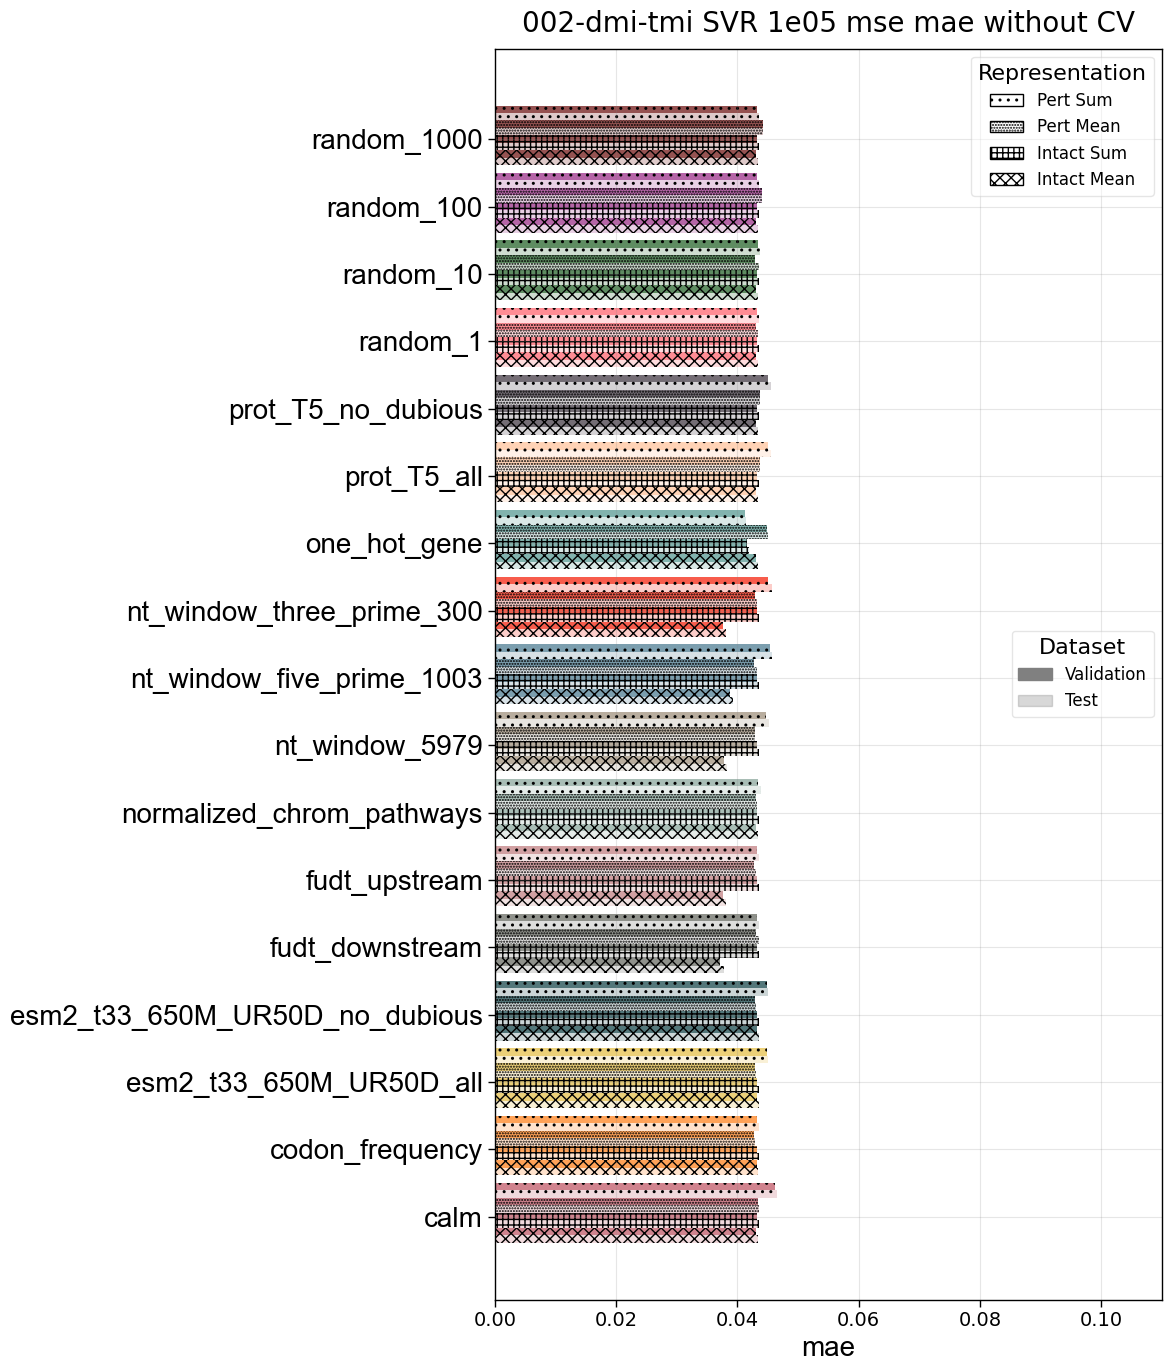 002-dmi-tmi SVR 1e05 mse mae without CV
Representation
Pert Sum
Pert Mean
Intact Sum
Intact Mean
random_1000
random_100
random_10
random_1
prot_T5_no_dubious
prot_T5_all
one_hot_gene
nt_window_three_prime_300
nt_window_five_prime_1003
nt_window_5979
normalized_chrom_pathways
fudt_upstream
fudt_downstream
esm2_t33_650M_UR50D_no_dubious
esm2_t33_650M_UR50D_all
codon_frequency
calm
Dataset
Validation
Test
0.00 0.02 0.04 0.06 0.08 0.10
mae